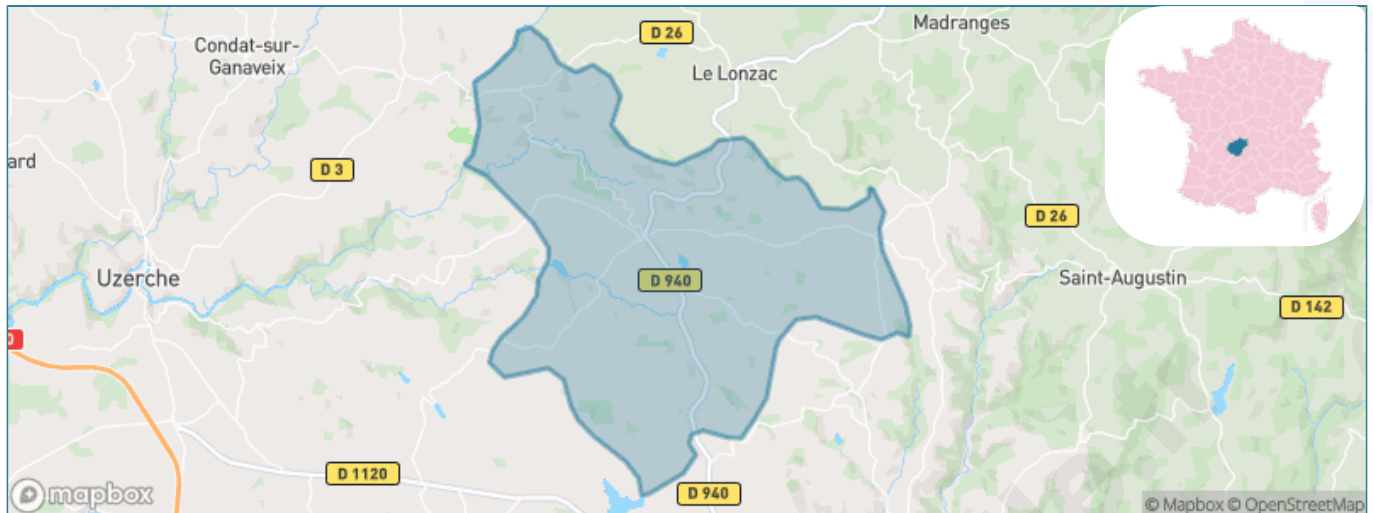 Madranges
D 26
Condat-sur-
Ganaveix
Le Lonzac
ard
D 3
D 26
Uzerche
D 940
Saint-Augustin
D 142
0
D 1120
D 940
mapbox
© Mapbox © OpenStreetMap